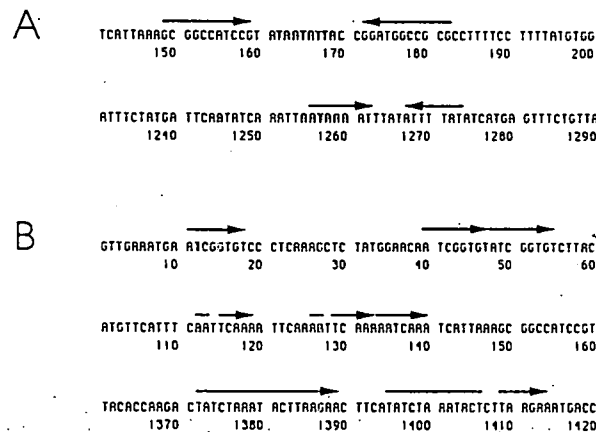 A
TCATTAAAGC GGCCATCCGT ATAATATTAC CGGATGGCCG CGCCTTTTCC TTTTATGTGG
150 160 170 180 190 200
ATTTCTATGA TTCAATATCA AATTAATAAA ATTTATATTT TATATCATGA GTTTCTGTTA
1240 1250 1260 1270 1280 1290
B
GTTGAAATGA ATCGGTGTCC CTCAAAGCTC TATGGAACAA TCGGTGTATC GGTGTCTTAC
10 20 30 40 50 60
ATGTTCATTT CAATTCAAAA TTCAAAATTC AAAAATCAAA TCATTAAAGC GGCCATCCGT
110 120 130 140 150 160
TACACCAAGA CTATCTAAAT ACTTAAGAAC TTCATATCTA AATACTCTTA AGAAATGACC
1370 1380 1390 1400 1410 1420